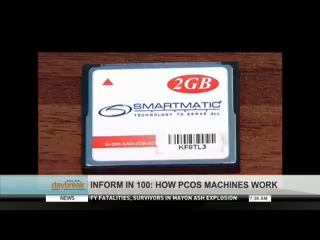 2GB
SMARTMATIC
TECHNOLOGY TO SERVE ALL
KF8TL3
daybreak
INFORM IN 100: HOW PCOS MACHINES WORK
NEWS
FY FATALITIES, SURVIVORS IN MAYON ASH EXPLOSION
7:36 AM